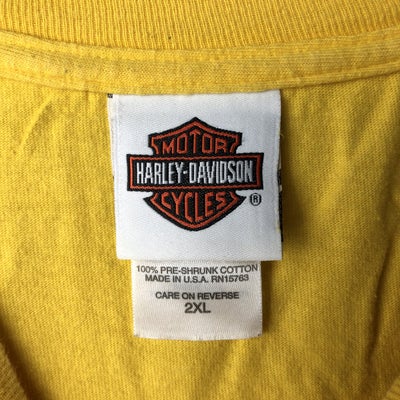 MOTOR
HARLEY-DAVIDSON
CYCLES ®
100% PRE-SHRUNK COTTON
MADE IN U.S.A. RN15763
CARE ON REVERSE
2XL